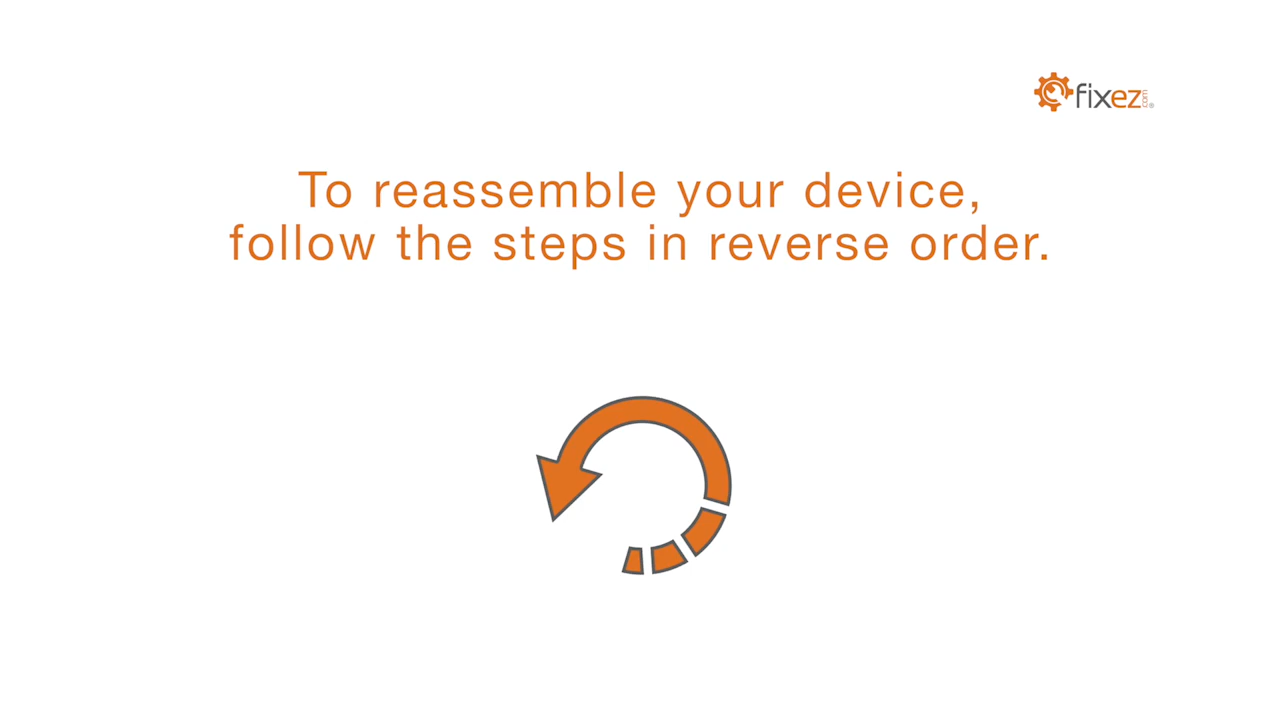 fixez.com®
To reassemble your device,
follow the steps in reverse order.